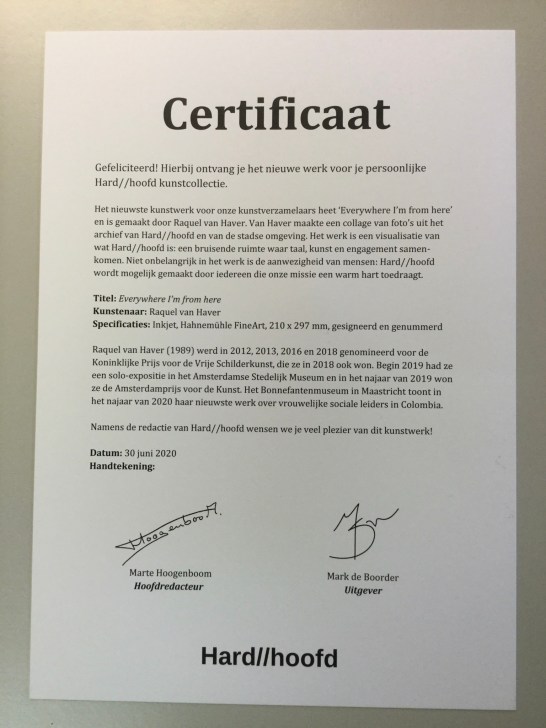 Certificaat
Gefeliciteerd! Hierbij ontvang je het nieuwe werk voor je persoonlijke
Hard//hoofd kunstcollectie.
Het nieuwste kunstwerk voor onze kunstverzamelaars heet 'Everywhere I'm from here'
en is gemaakt door Raquel van Haver. Van Haver maakte een collage van foto's uit het
archief van Hard//hoofd en van de stadse omgeving. Het werk is een visualisatie van
wat Hard//hoofd is: een bruisende ruimte waar taal, kunst en engagement samen-
komen. Niet onbelangrijk in het werk is de aanwezigheid van mensen: Hard//hoofd
wordt mogelijk gemaakt door iedereen die onze missie een warm hart toedraagt.
Titel: Everywhere I'm from here
Kunstenaar: Raquel van Haver
Specificaties: Inkjet, Hahnemühle FineArt, 210 x 297 mm, gesigneerd en genummerd
Raquel van Haver (1989) werd in 2012, 2013, 2016 en 2018 genomineerd voor de
Koninklijke Prijs voor de Vrije Schilderkunst, die ze in 2018 ook won. Begin 2019 had ze
een solo-expositie in het Amsterdamse Stedelijk Museum en in het najaar van 2019 won
ze de Amsterdamprijs voor de Kunst. Het Bonnefantenmuseum in Maastricht toont in
het najaar van 2020 haar nieuwste werk over vrouwelijke sociale leiders in Colombia.
Namens de redactie van Hard//hoofd wensen we je veel plezier van dit kunstwerk!
Datum: 30 juni 2020
Handtekening:
Marte Hoogenboom
Hoofdredacteur
Mark de Boorder
Uitgever
Hard//hoofd